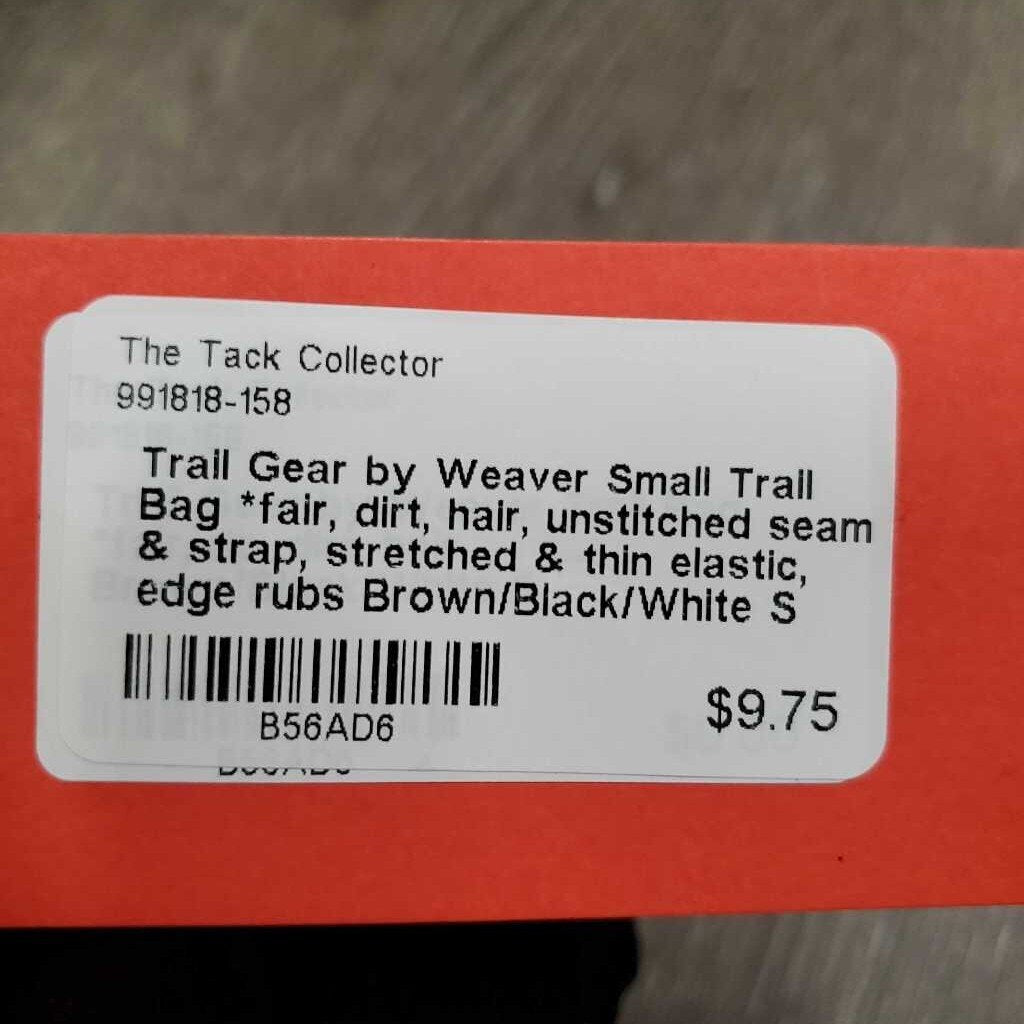 The Tack Collector
991818-158
Trail Gear by Weaver Small Trail
Bag *fair, dirt, hair, unstitched seam
& strap, stretched & thin elastic,
edge rubs Brown/Black/White S
B56AD6
$9.75